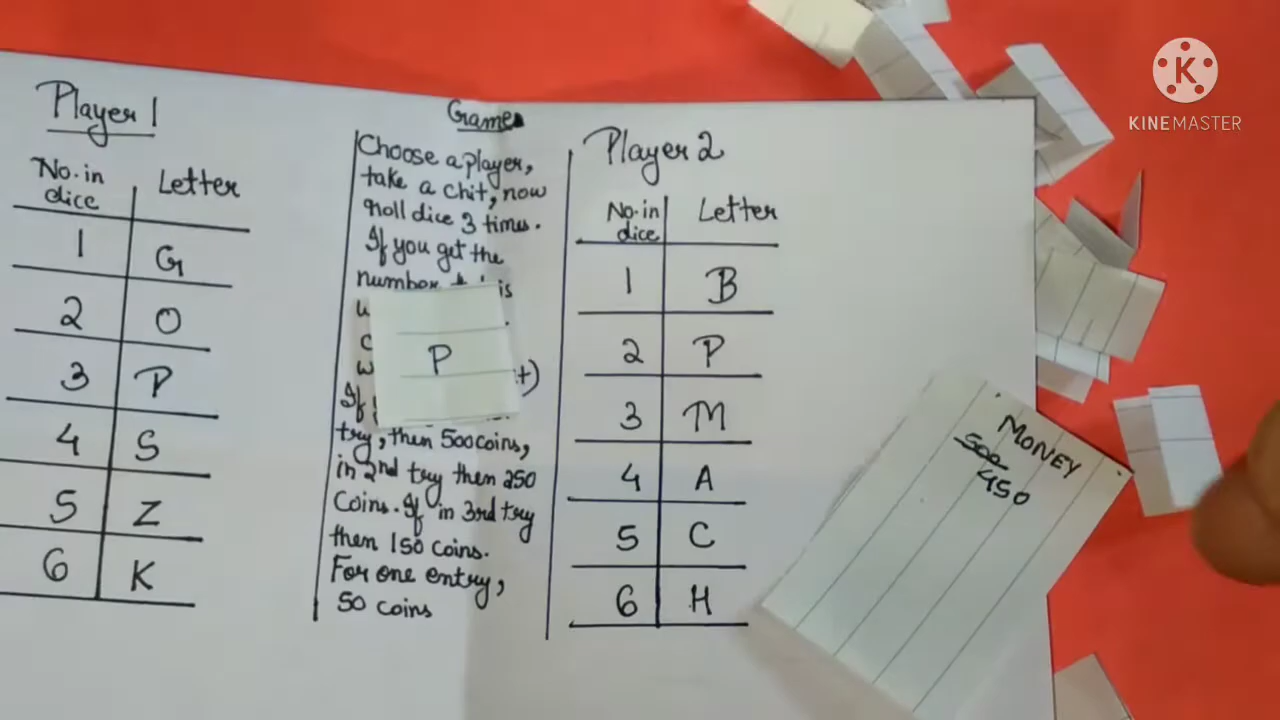 Player 1
No. in dice Letter
1 G
2 O
3 P
4 S
5 Z
6 K
Game
Choose a player,
take a chit, now
roll dice 3 times.
If you get the
number
P
If
try, then 500 coins,
in 2nd try then 250
Coins. If in 3rd try
then 150 coins.
For one entry,
50 coins
Player 2
No. in dice Letter
1 B
2 P
3 M
4 A
5 C
6 H
MONEY
500
450
K
KINEMASTER